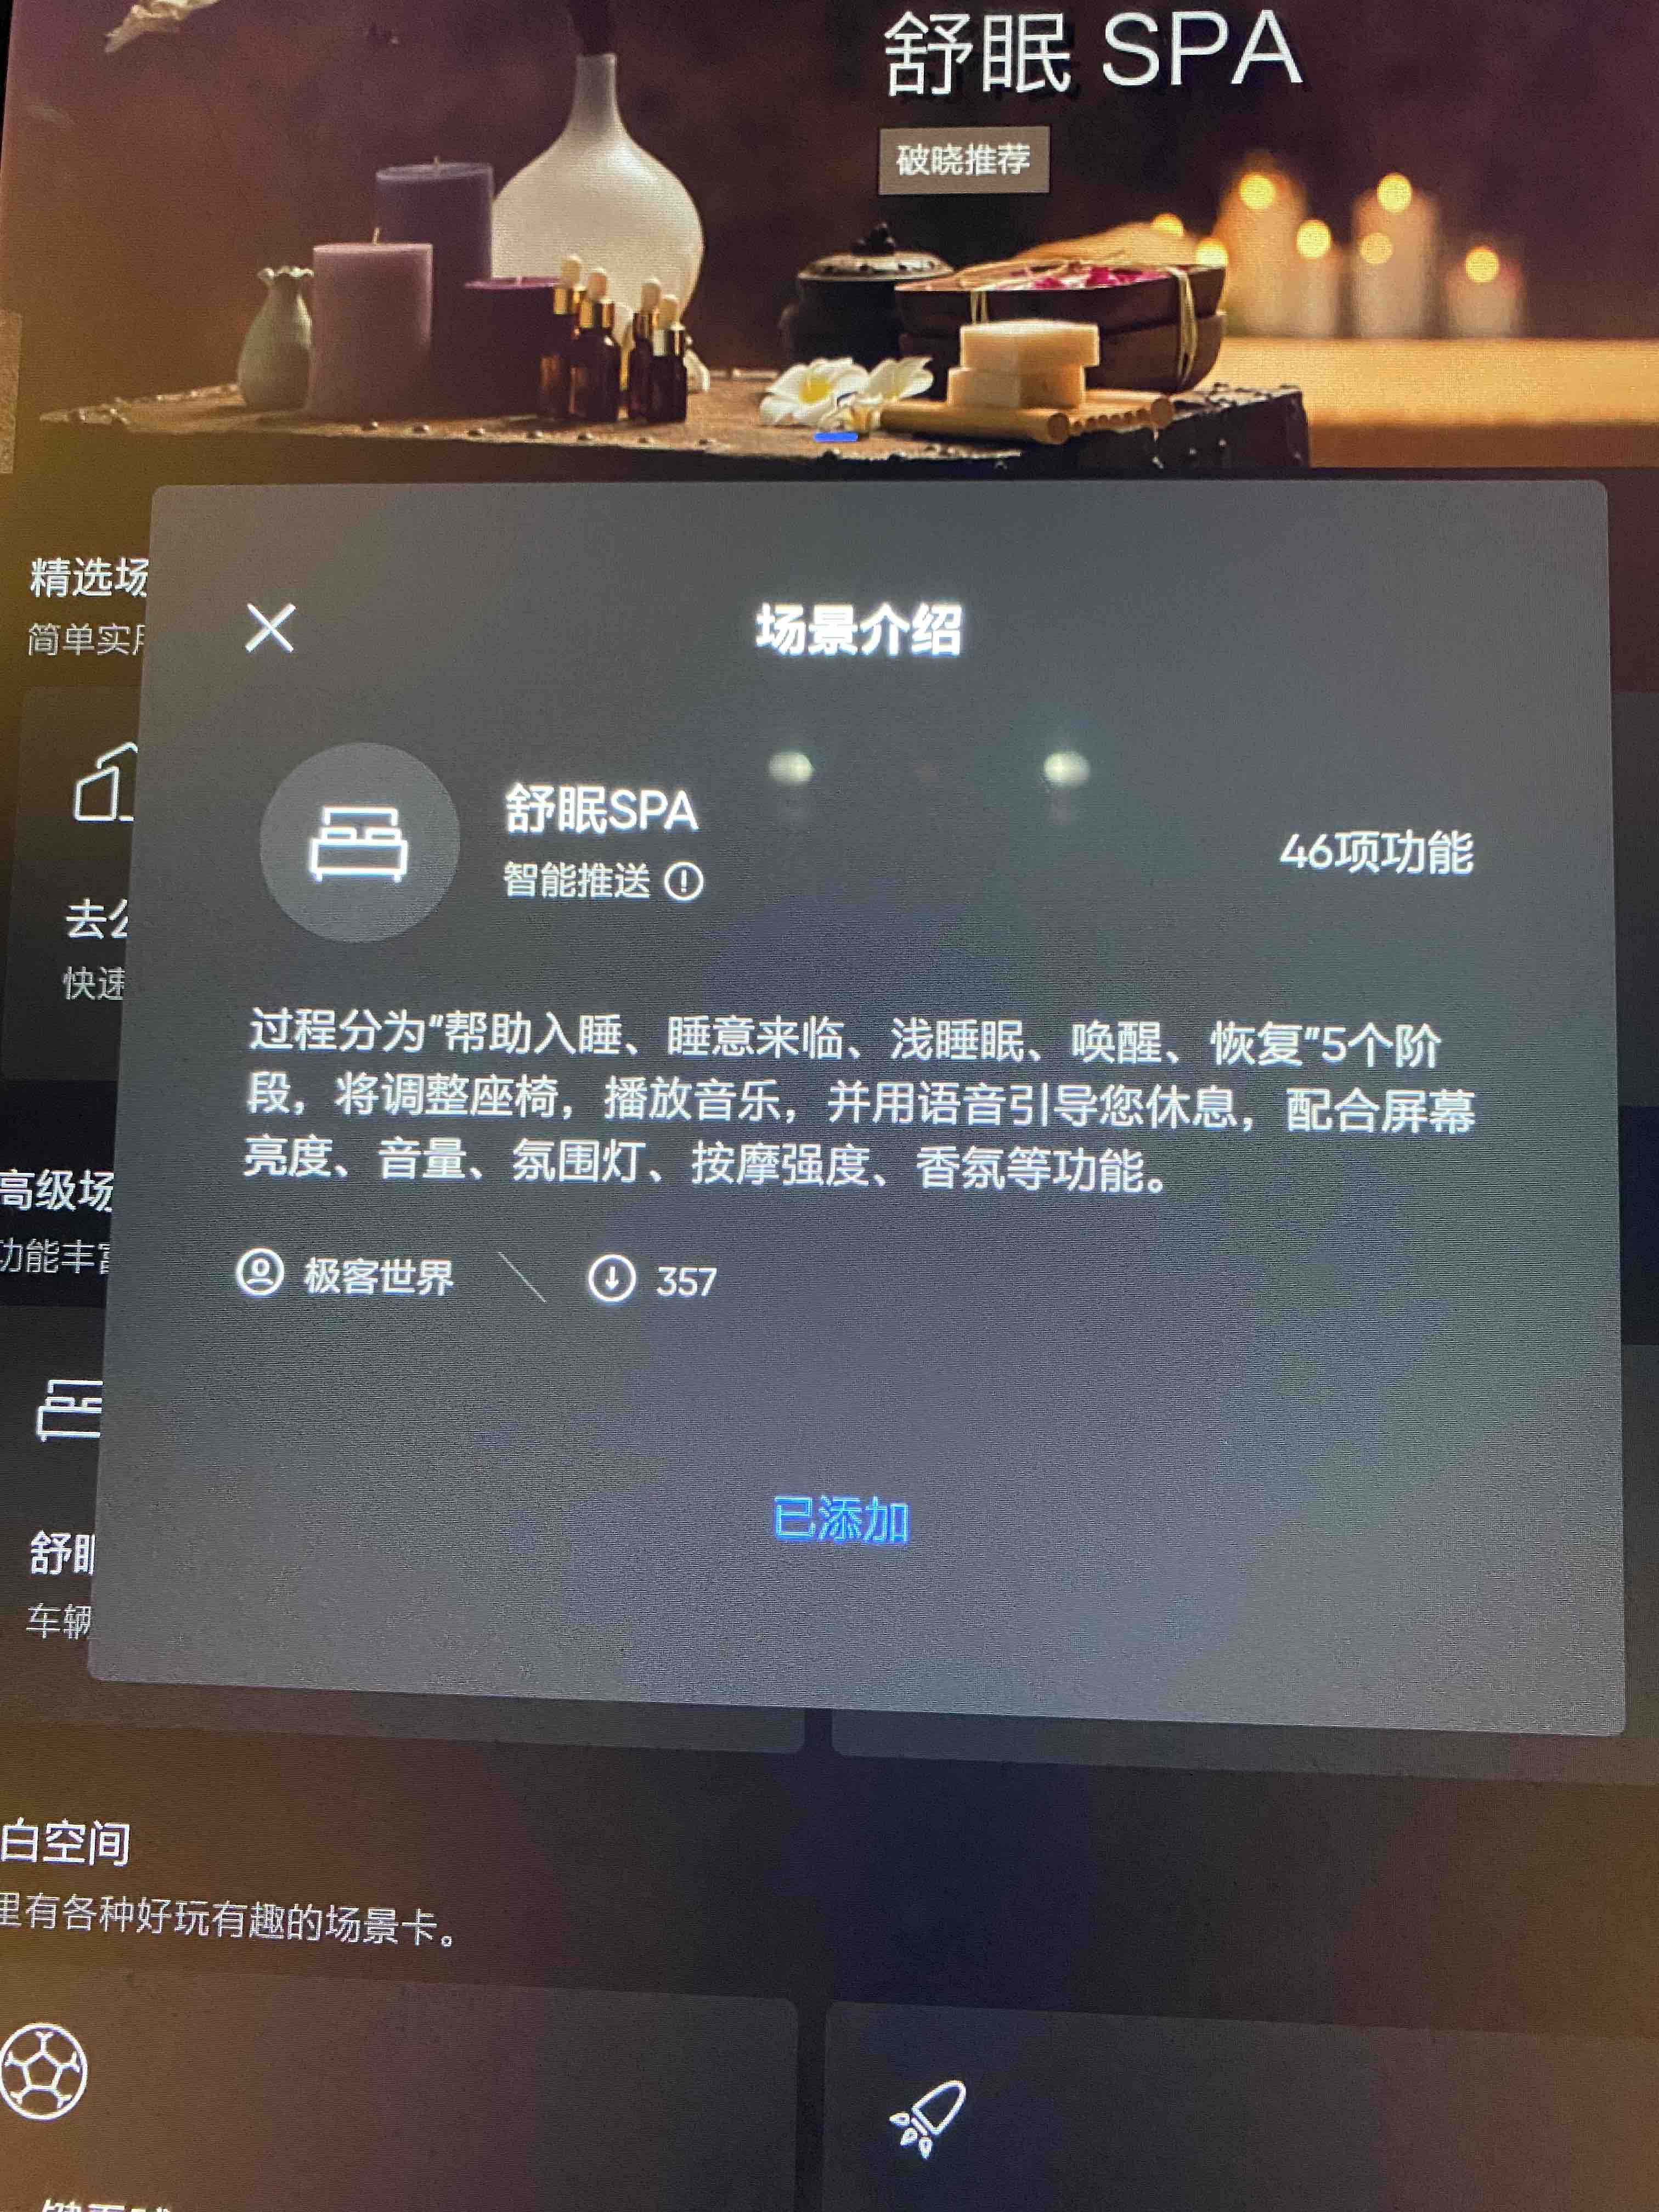 舒眠 SPA
破晓推荐
精选场
简单实用
场景介绍
舒眠SPA
智能推送
46项功能
去公
快速
过程分为“帮助入睡、睡意来临、浅睡眠、唤醒、恢复”5个阶
段，将调整座椅，播放音乐，并用语音引导您休息，配合屏幕
亮度、音量、氛围灯、按摩强度、香氛等功能。
高级场
功能丰富
极客世界
357
已添加
舒眠
车辆
白空间
里有各种好玩有趣的场景卡。